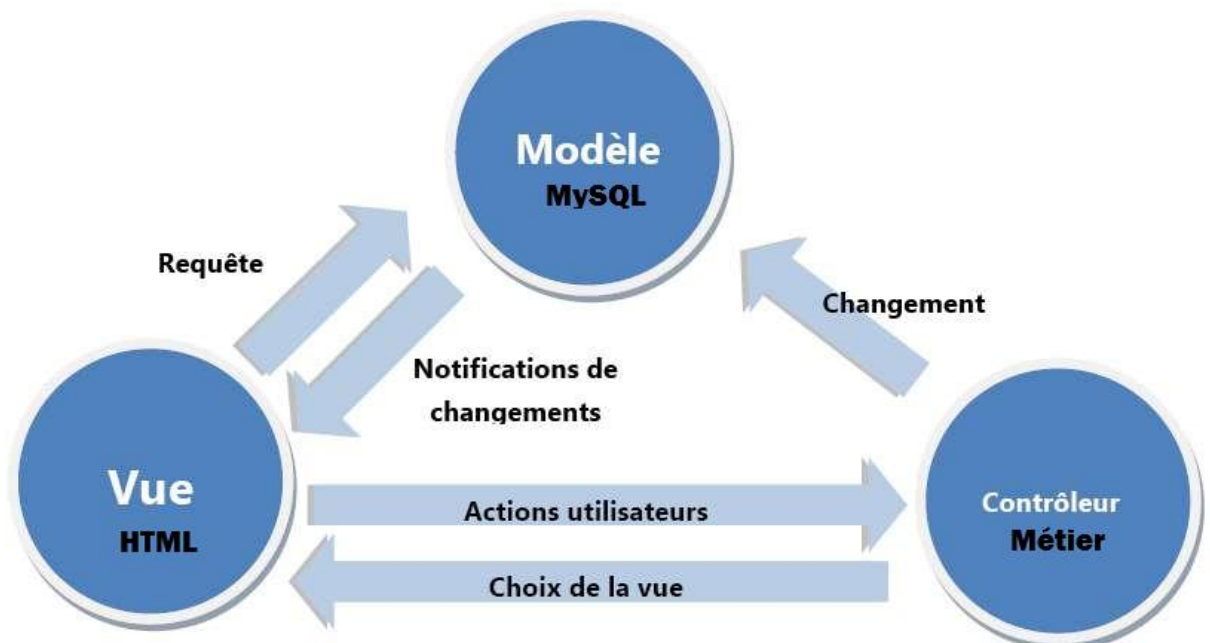 Modèle
MySQL
Requête
Changement
Notifications de
changements
Vue
HTML
Actions utilisateurs
Contrôleur
Métier
Choix de la vue